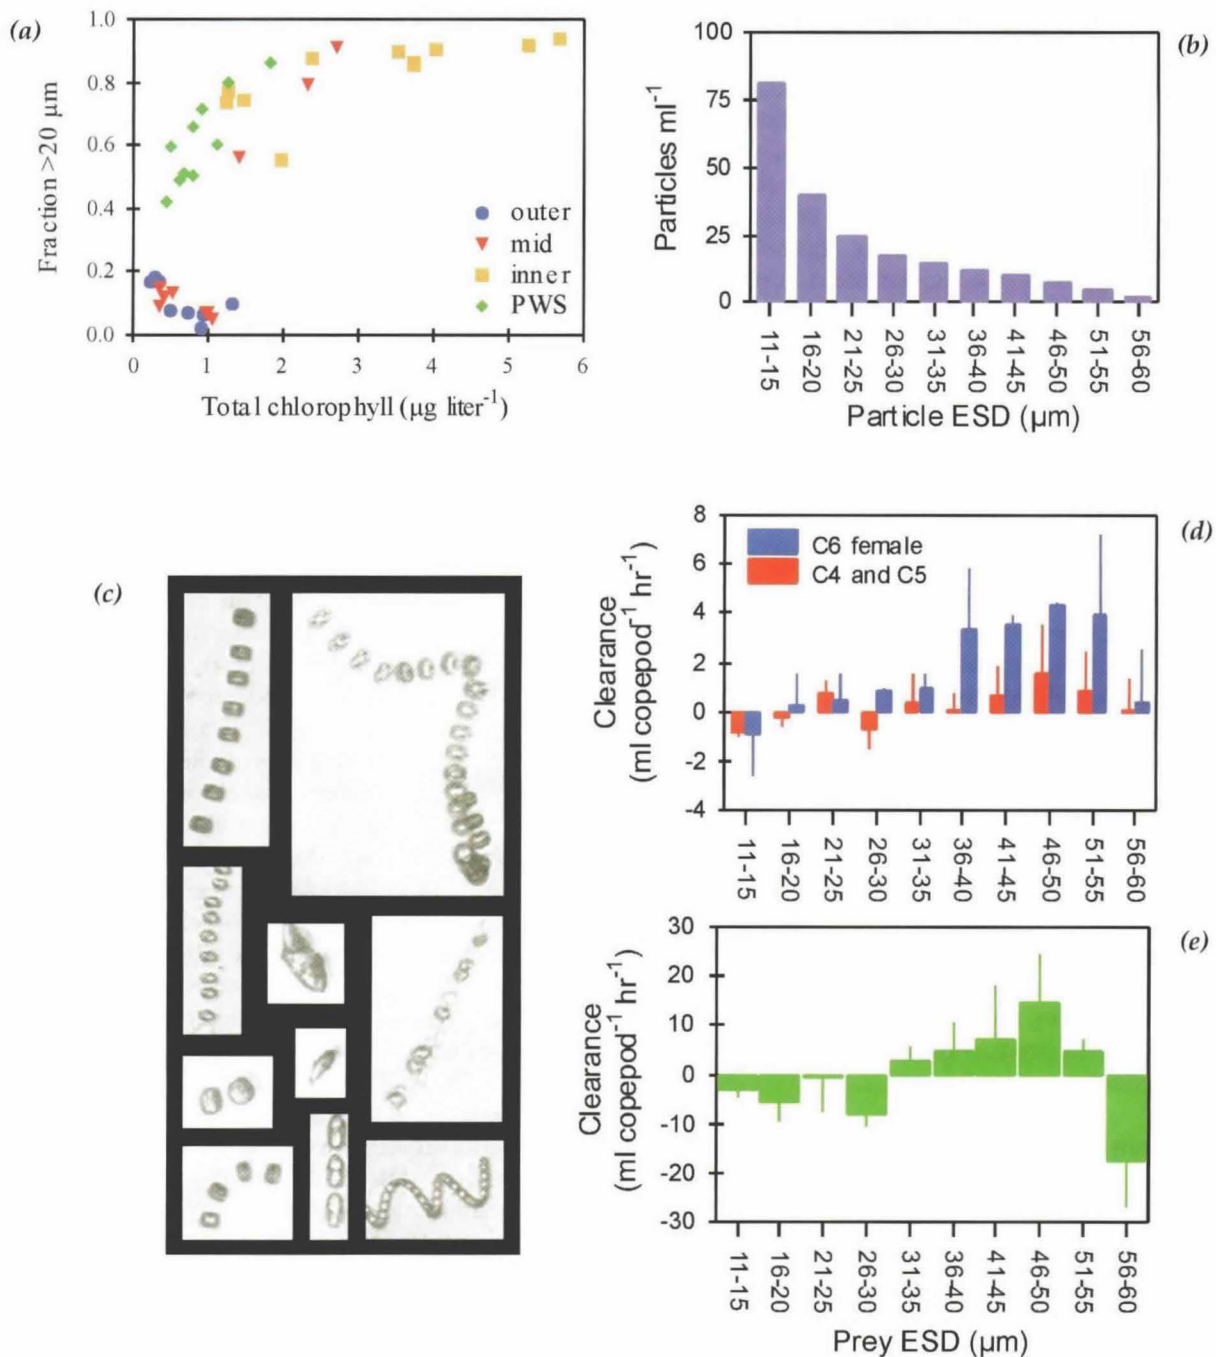 (a)
1.0
0.8
0.6
0.4
0.2
0.0
Fraction >20 µm
outer
mid
inner
PWS
0 1 2 3 4 5 6
Total chlorophyll (µg liter⁻¹)
(b)
100
75
50
25
0
Particles ml⁻¹
11-15 16-20 21-25 26-30 31-35 36-40 41-45 46-50 51-55 56-60
Particle ESD (µm)
(c)
(d)
8
6
4
2
0
-2
-4
Clearance
(ml copepod⁻¹ hr⁻¹)
C6 female
C4 and C5
11-15 16-20 21-25 26-30 31-35 36-40 41-45 46-50 51-55 56-60
(e)
30
20
10
0
-10
-20
-30
Clearance
(ml copepod⁻¹ hr⁻¹)
11-15 16-20 21-25 26-30 31-35 36-40 41-45 46-50 51-55 56-60
Prey ESD (µm)